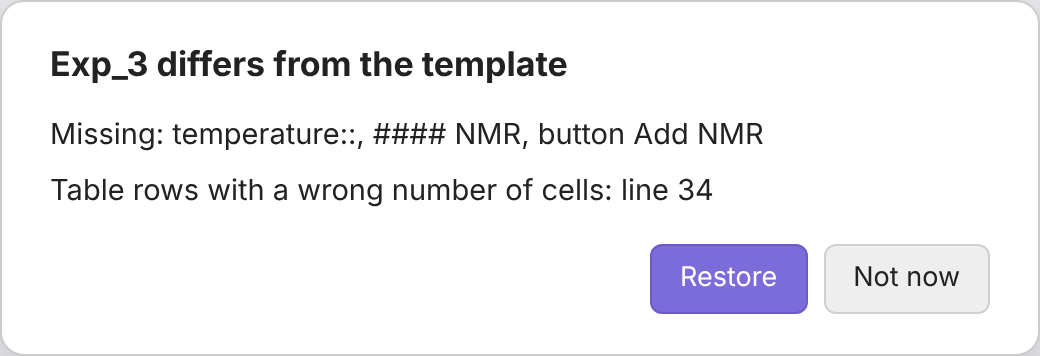 Exp_3 differs from the template
Missing: temperature::, #### NMR, button Add NMR
Table rows with a wrong number of cells: line 34
Restore
Not now